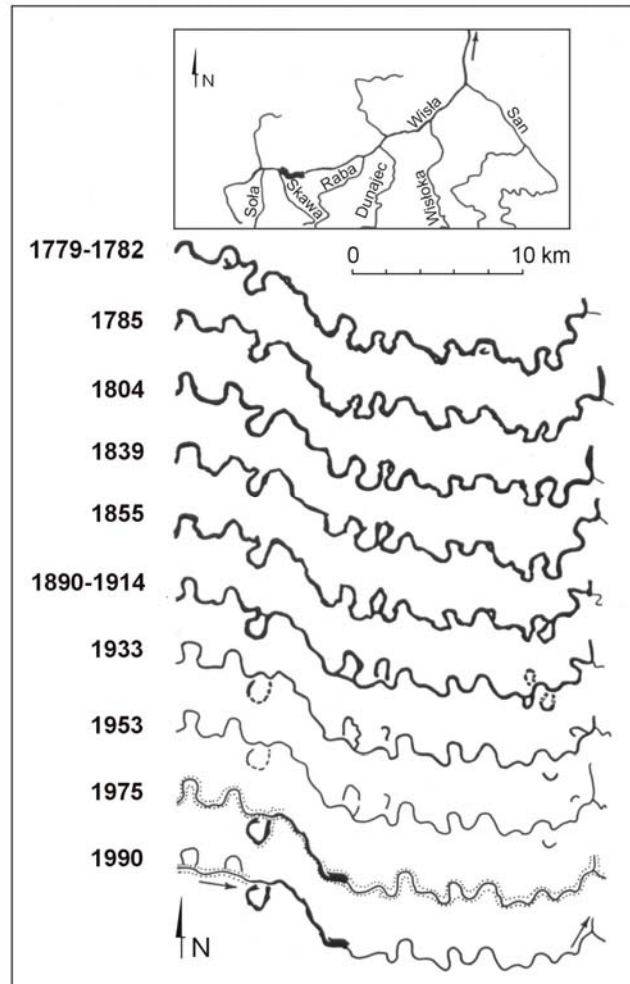 N
Wisła
San
Soła
Skawa
Raba
Dunajec
Wisłoka
1779-1782
0 10 km
1785
1804
1839
1855
1890-1914
1933
1953
1975
1990
N